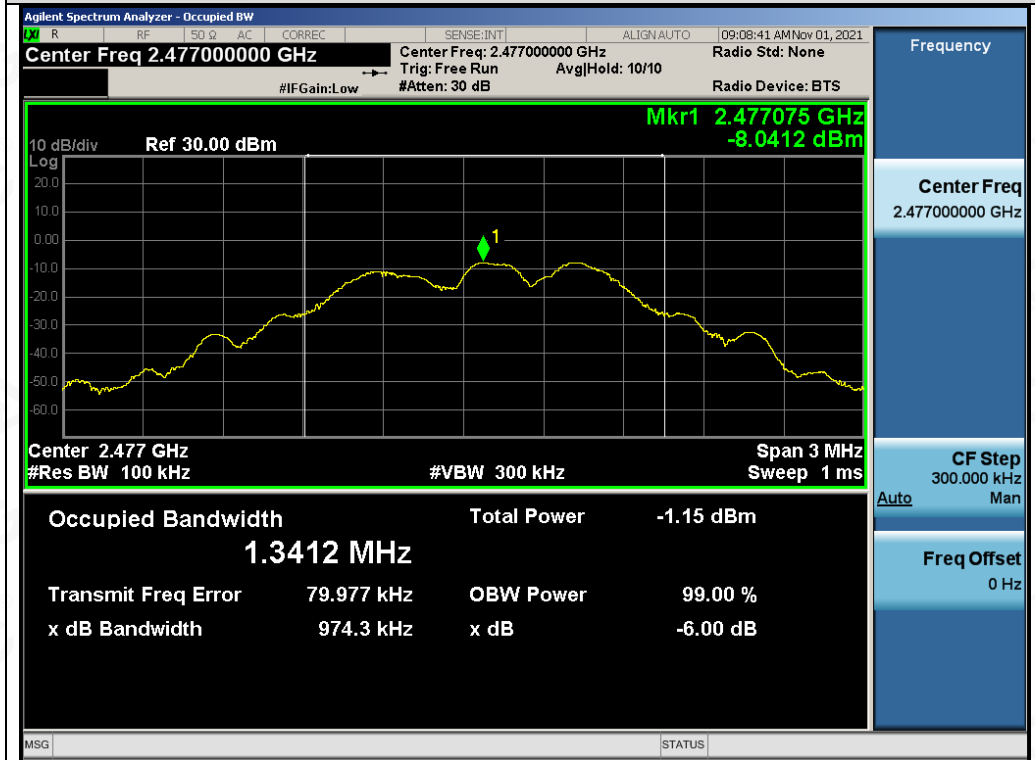 Agilent Spectrum Analyzer - Occupied BW
LXI R RF 50 Ω AC CORREC SENSE:INT ALIGN AUTO 09:08:41 AM Nov 01, 2021
Center Freq 2.477000000 GHz
Center Freq: 2.477000000 GHz Radio Std: None
Trig: Free Run Avg|Hold: 10/10
#IFGain:Low #Atten: 30 dB Radio Device: BTS
Frequency
Mkr1 2.477075 GHz
-8.0412 dBm
10 dB/div Ref 30.00 dBm
Log
20.0
10.0
0.00
-10.0
-20.0
-30.0
-40.0
-50.0
-60.0
1
Center 2.477 GHz Span 3 MHz
#Res BW 100 kHz #VBW 300 kHz Sweep 1 ms
Center Freq
2.477000000 GHz
CF Step
300.000 kHz
Auto Man
Freq Offset
0 Hz
Occupied Bandwidth Total Power -1.15 dBm
1.3412 MHz
Transmit Freq Error 79.977 kHz OBW Power 99.00 %
x dB Bandwidth 974.3 kHz x dB -6.00 dB
MSG STATUS